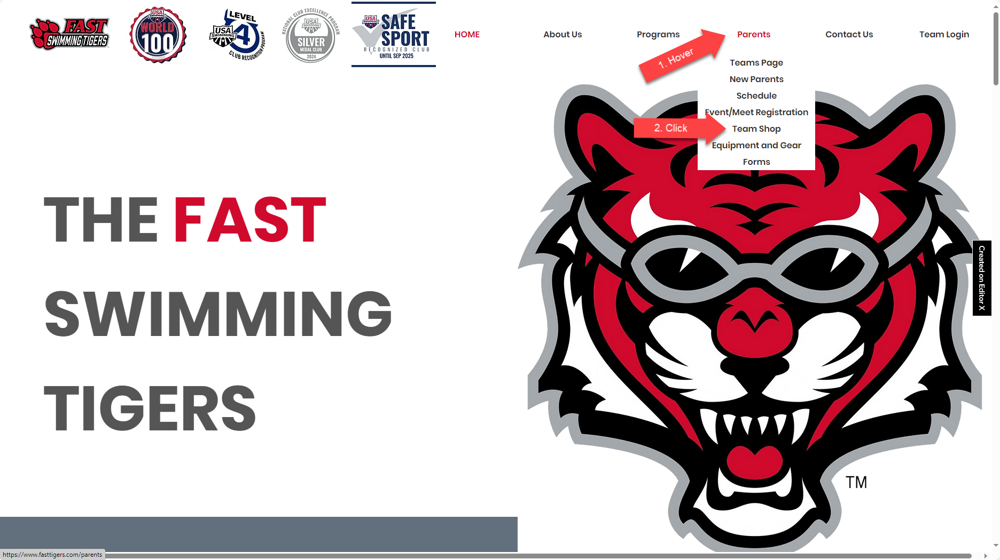 FAST
SWIMMING TIGERS
USA
SWIMMING
WORLD
100
LEVEL
4
USA
SWIMMING
CLUB RECOGNITION PROGRAM
NATIONAL CLUB EXCELLENCE PROGRAM
USA
SWIMMING
SILVER
MEDAL CLUB
2024
USA
SWIMMING
SAFE
SPORT
RECOGNIZED CLUB
UNTIL SEP 2025
HOME
About Us
Programs
Parents
Contact Us
Team Login
1. Hover
Teams Page
New Parents
Schedule
Event/Meet Registration
2. Click
Team Shop
Equipment and Gear
Forms
THE FAST
SWIMMING
TIGERS
Created on Editor X
TM
https://www.fasttigers.com/parents